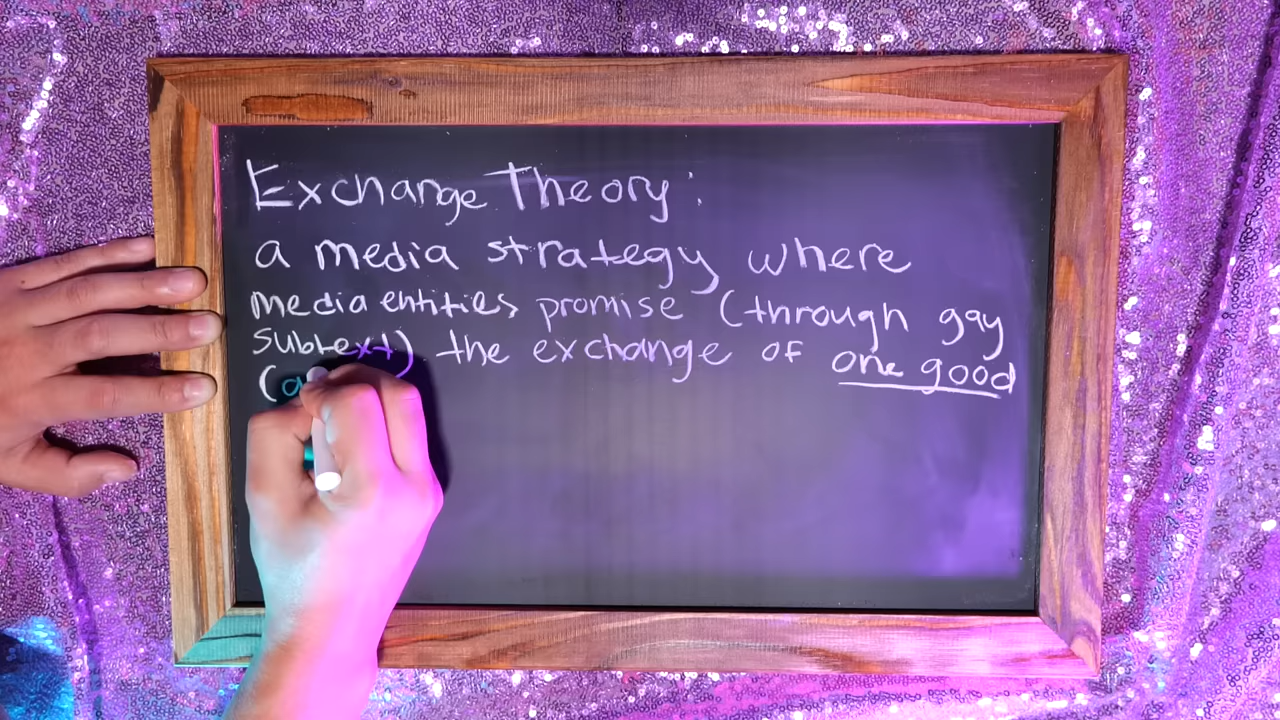 Exchange Theory:
a media strategy where
media entities promise (through gay
subtext) the exchange of one good
(a